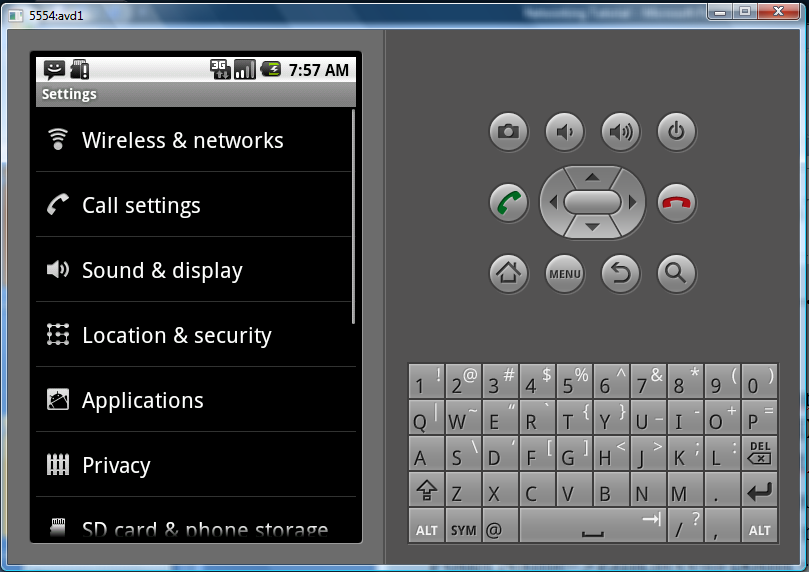 5554:avd1
Networking Tutorial - Microsoft
3G 7:57 AM
Settings
Wireless & networks
Call settings
Sound & display
Location & security
Applications
Privacy
SD card & phone storage
MENU
1 ! 2 @ 3 # 4 $ 5 % 6 ^ 7 & 8 * 9 ( 0 )
Q | W ~ E “ R ` T { Y } U _ I - O + P =
A S \ D ‘ F [ G ] H < J > K ; L : DEL
Z X C V B N M .
ALT SYM @ / ? , ALT